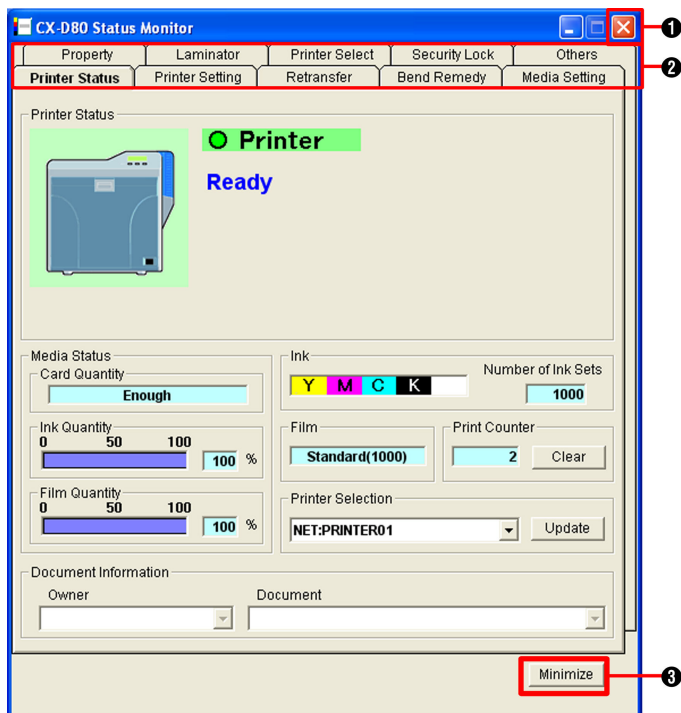 CX-D80 Status Monitor
❶
Property Laminator Printer Select Security Lock Others
❷
Printer Status Printer Setting Retransfer Bend Remedy Media Setting
Printer Status
Printer
Ready
Media Status
Card Quantity
Enough
Ink
Y M C K
Number of Ink Sets
1000
Ink Quantity
0 50 100
100 %
Film
Standard(1000)
Print Counter
2 Clear
Film Quantity
0 50 100
100 %
Printer Selection
NET:PRINTER01 Update
Document Information
Owner Document
Minimize
❸